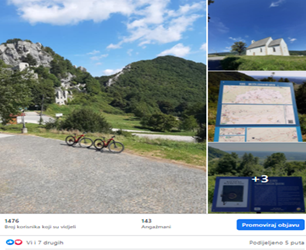 +3
1476
Broj korisnika koji su vidjeli
143
Angažmani
Promoviraj objavu
Vi i 7 drugih
Podijeljeno 5 puta